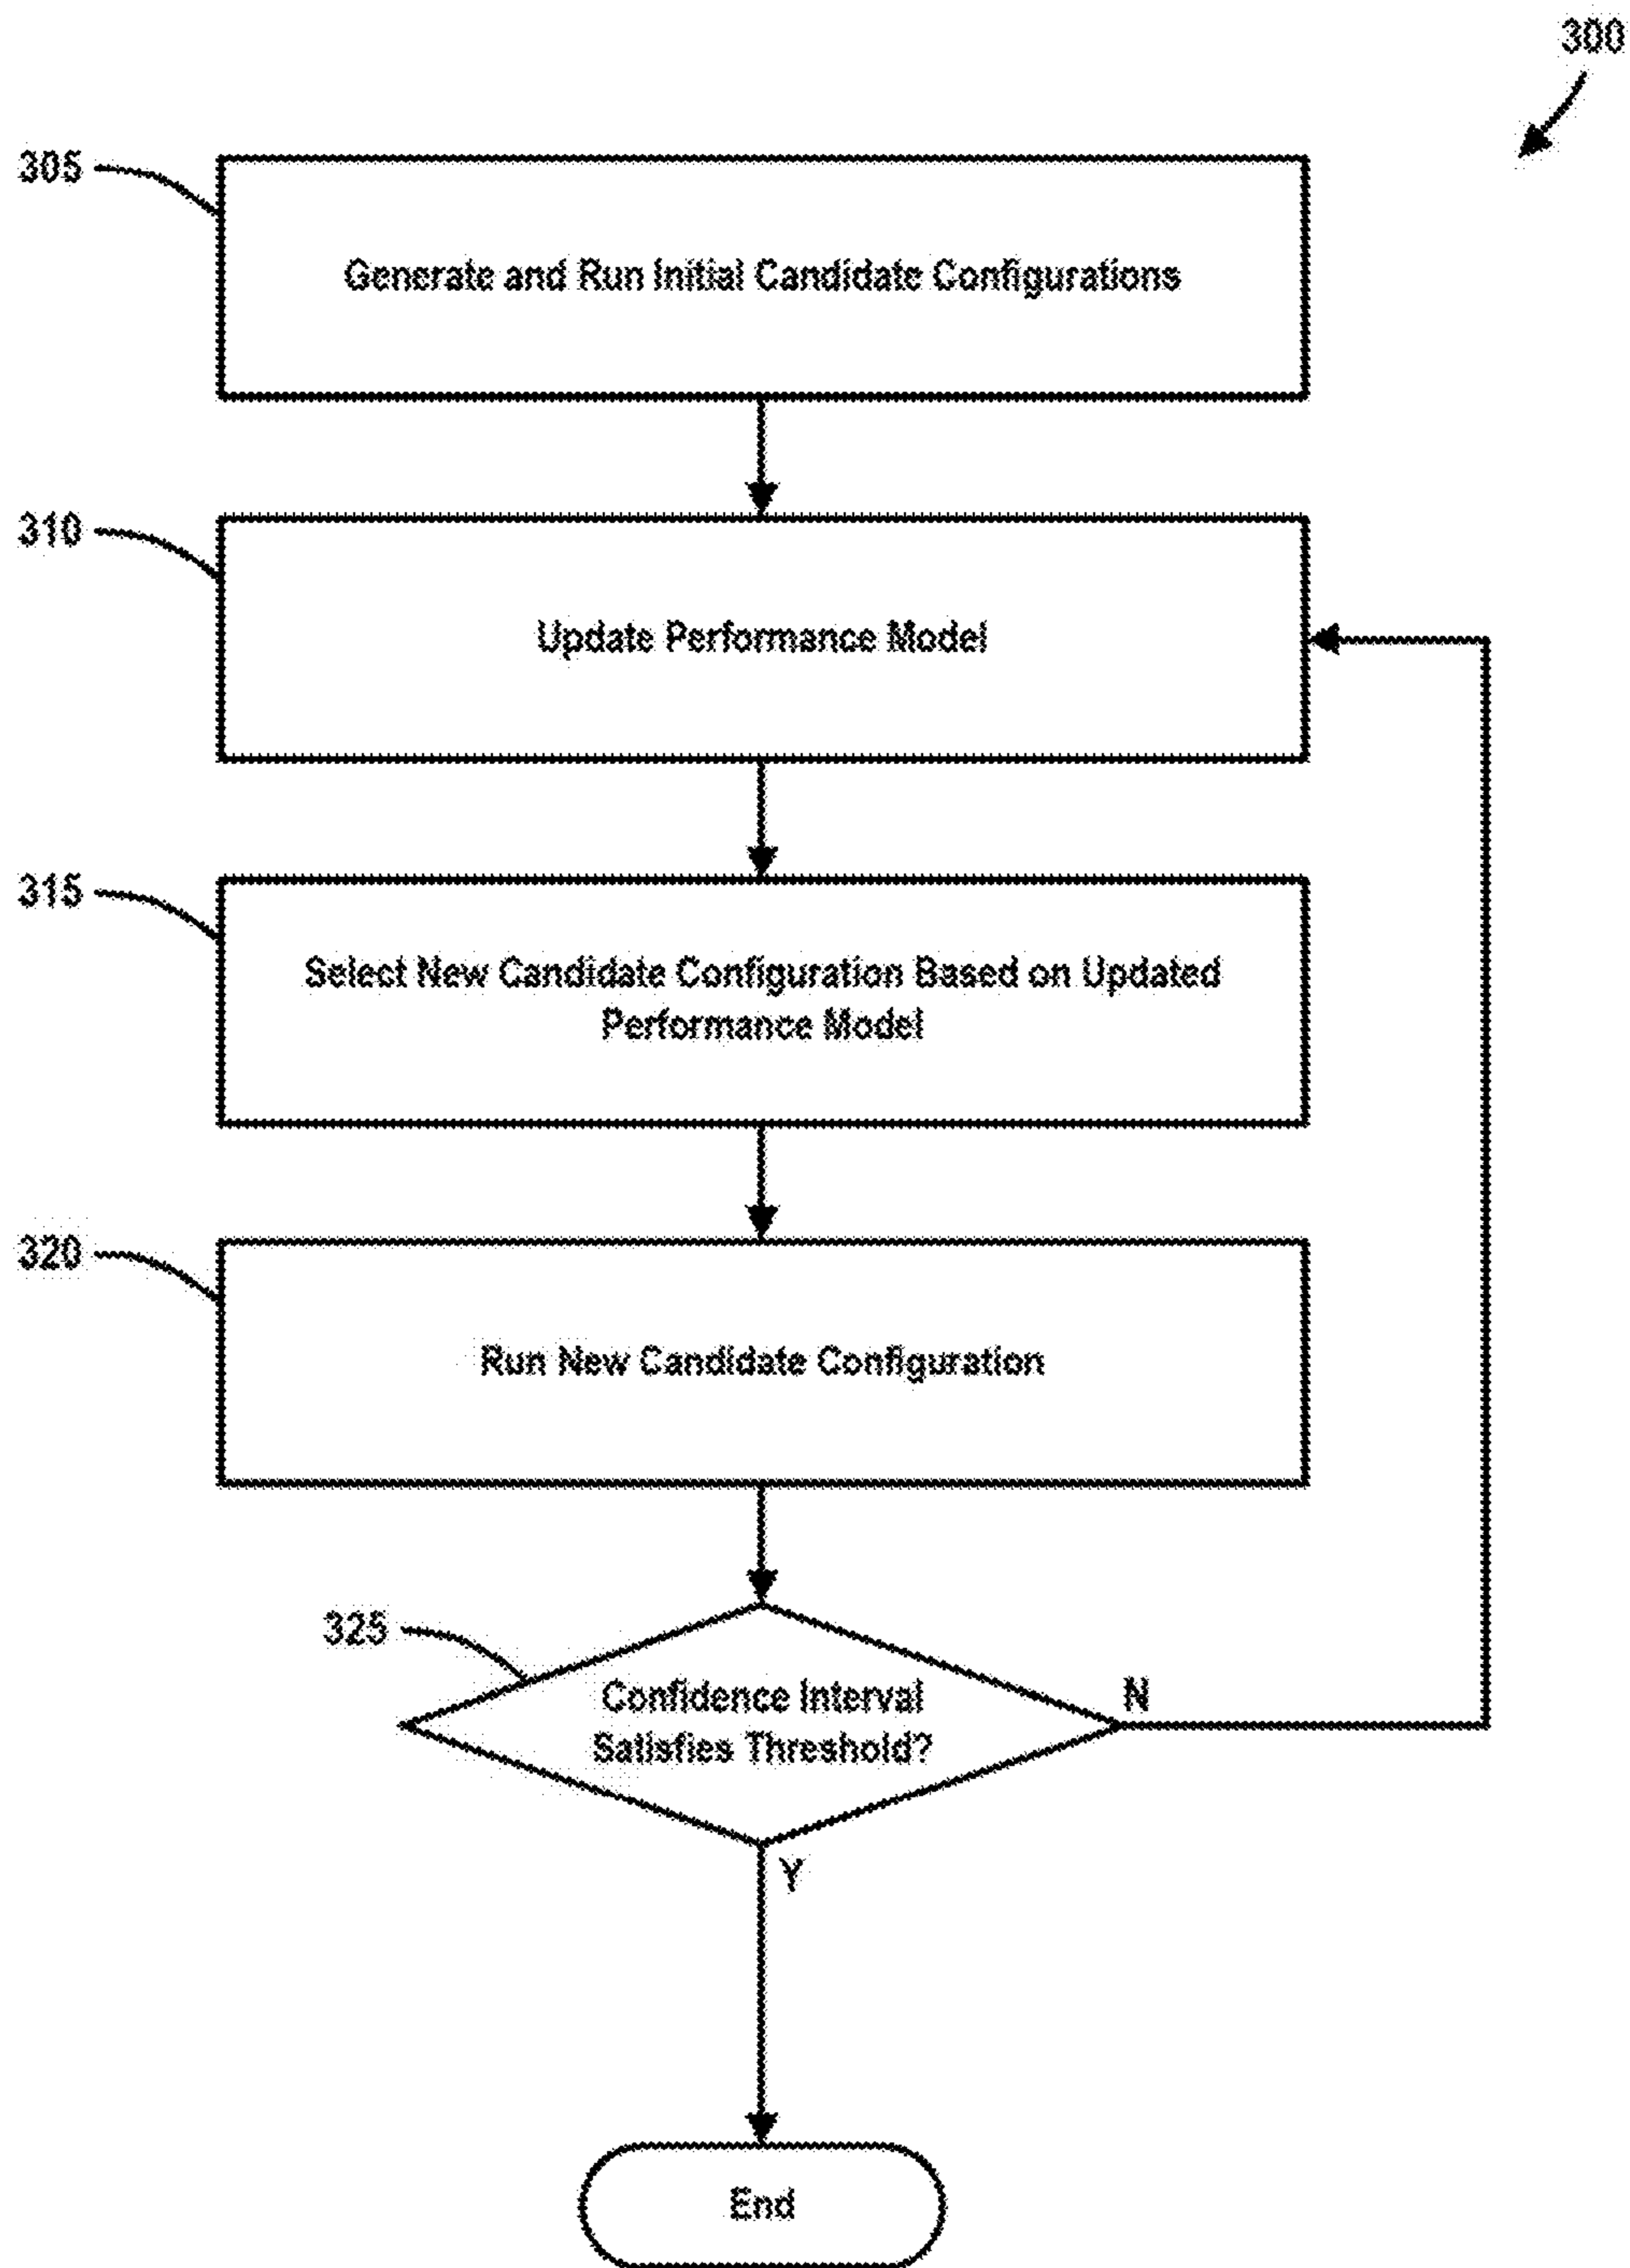 300
305
Generate and Run Initial Candidate Configurations
310
Update Performance Model
315
Select New Candidate Configuration Based on Updated
Performance Model
320
Run New Candidate Configuration
325
Confidence Interval
Satisfies Threshold?
N
Y
End